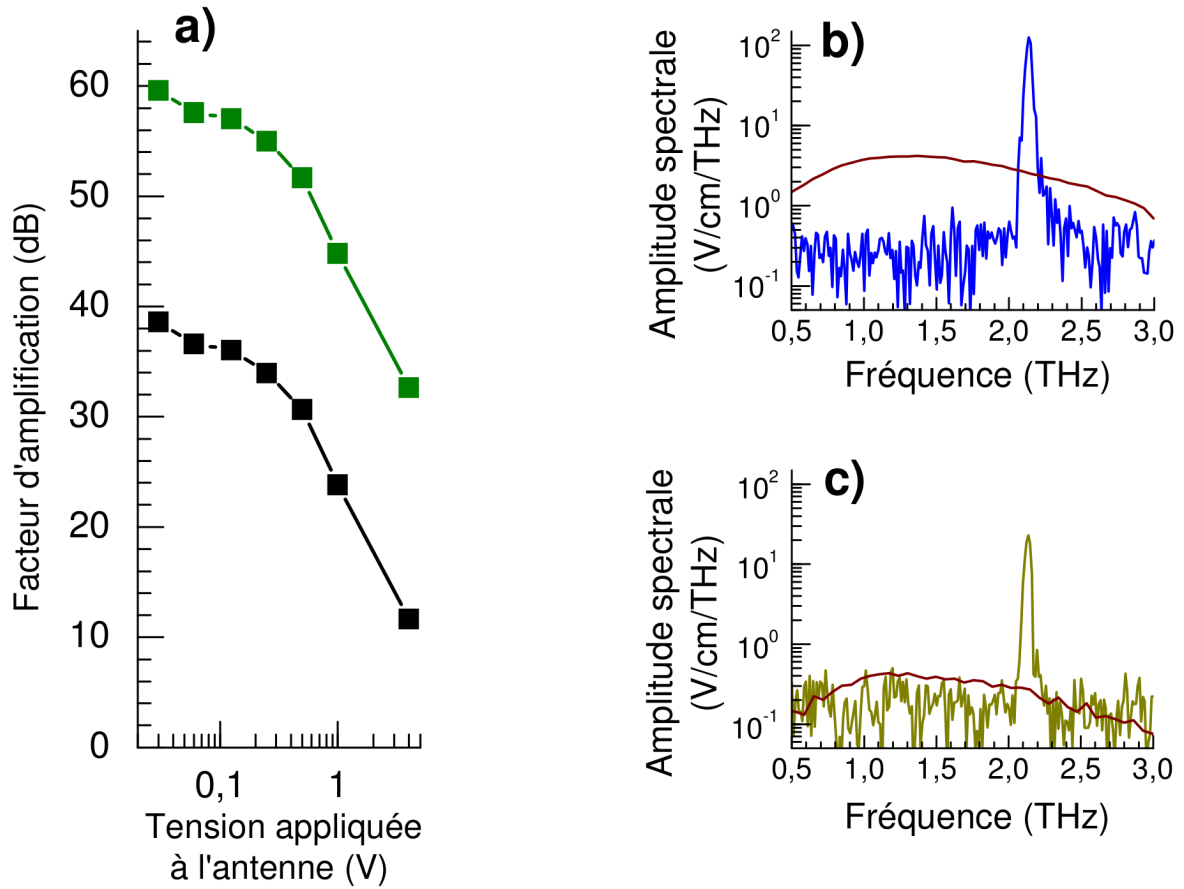 a)
60
50
40
30
20
10
0
0,1
1
Facteur d'amplification (dB)
Tension appliquée
à l'antenne (V)
b)
10²
10¹
10⁰
10⁻¹
0,5
1,0
1,5
2,0
2,5
3,0
Amplitude spectrale
(V/cm/THz)
Fréquence (THz)
c)
10²
10¹
10⁰
10⁻¹
0,5
1,0
1,5
2,0
2,5
3,0
Amplitude spectrale
(V/cm/THz)
Fréquence (THz)